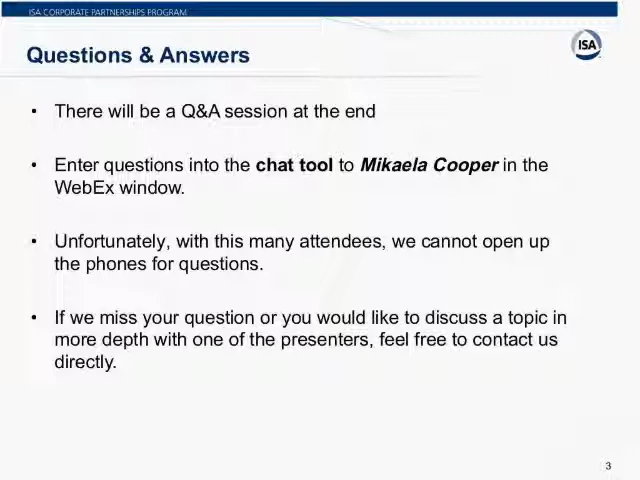 ISA CORPORATE PARTNERSHIPS PROGRAM
Questions & Answers
ISA
• There will be a Q&A session at the end
• Enter questions into the chat tool to Mikaela Cooper in the
WebEx window.
• Unfortunately, with this many attendees, we cannot open up
the phones for questions.
• If we miss your question or you would like to discuss a topic in
more depth with one of the presenters, feel free to contact us
directly.
3